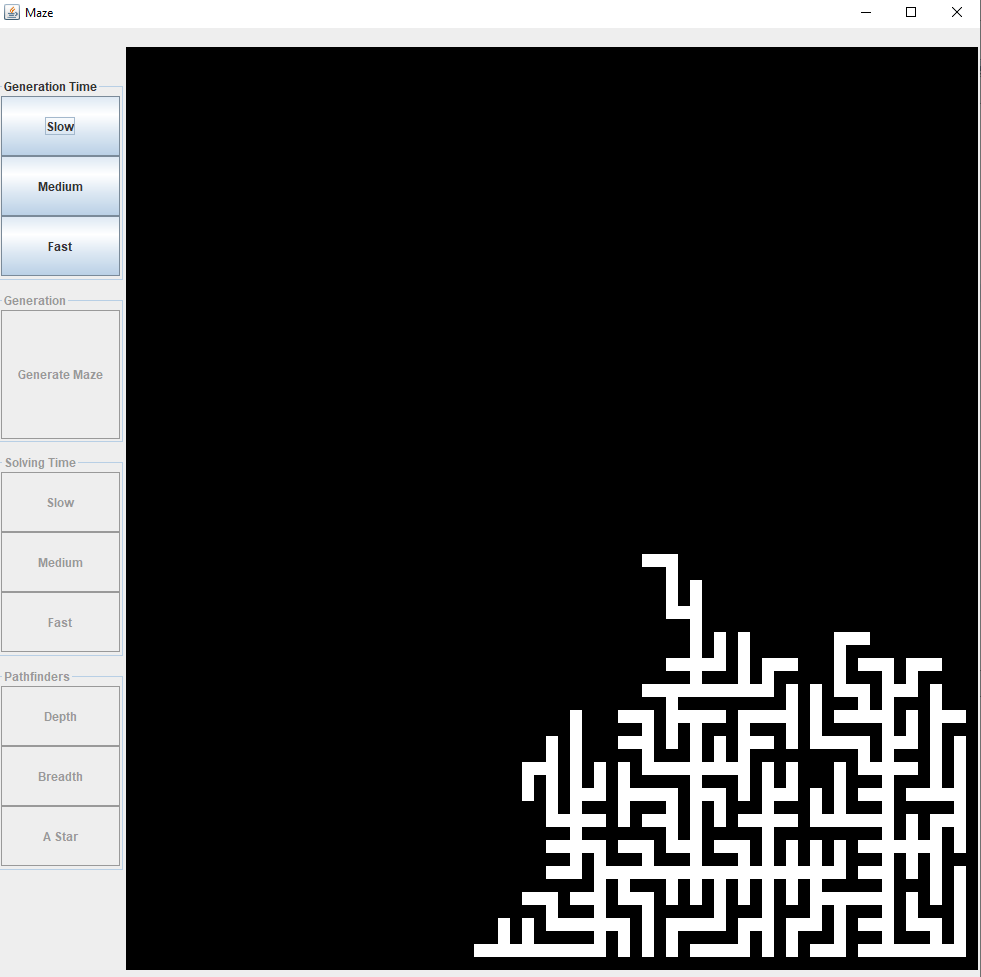 Maze
Generation Time
Slow
Medium
Fast
Generation
Generate Maze
Solving Time
Slow
Medium
Fast
Pathfinders
Depth
Breadth
A Star